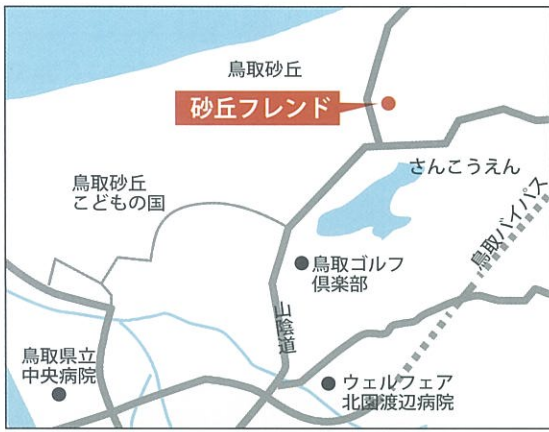 鳥取砂丘
砂丘フレンド
さんこうえん
鳥取砂丘
こどもの国
鳥取バイパス
鳥取ゴルフ
倶楽部
山陰道
鳥取県立
中央病院
ウェルフェア
北園渡辺病院